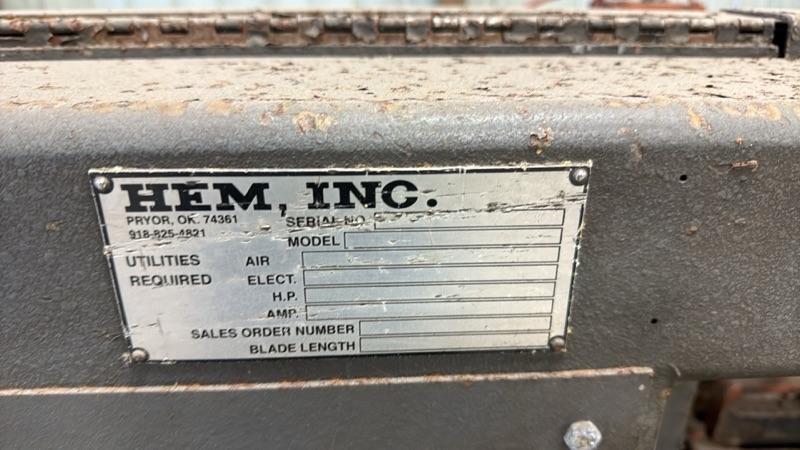 HEM, INC.
PRYOR, OK. 74361
918-825-4821
SERIAL NO.
MODEL
UTILITIES AIR
REQUIRED ELECT.
H.P.
AMP.
SALES ORDER NUMBER
BLADE LENGTH